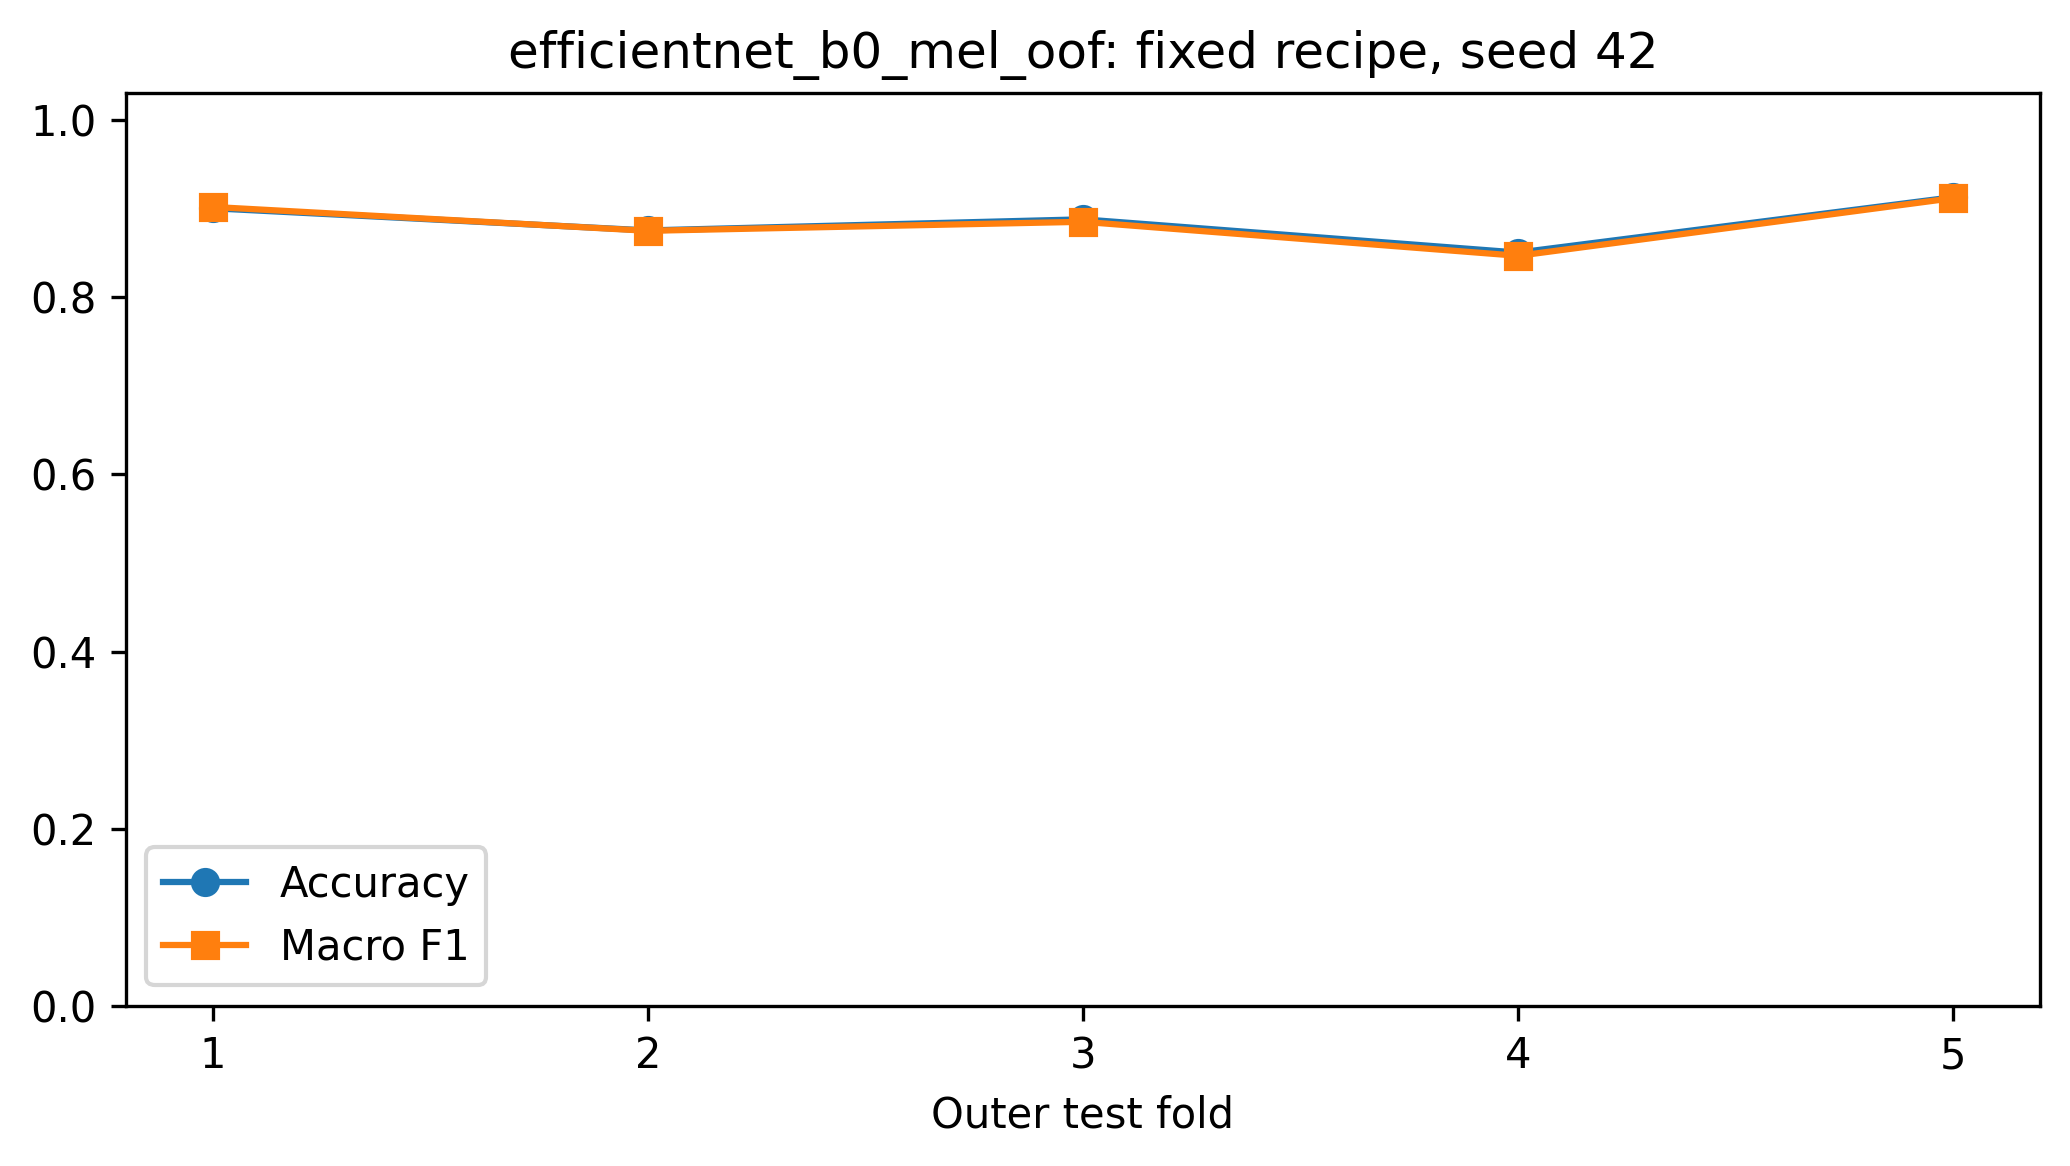 efficientnet_b0_mel_oof: fixed recipe, seed 42
1.0
0.8
0.6
0.4
0.2
0.0
Accuracy
Macro F1
1 2 3 4 5
Outer test fold